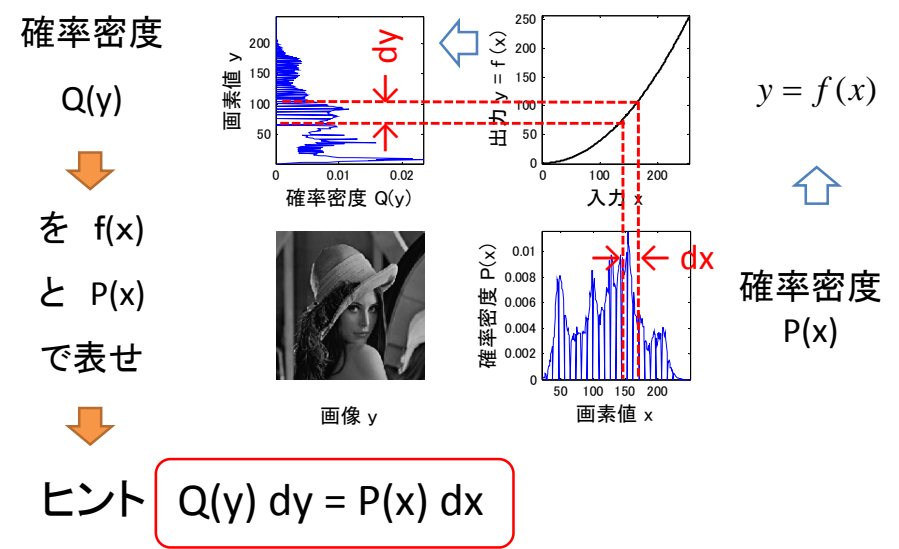 確率密度
Q(y)
を f(x)
と P(x)
で表せ
ヒント
Q(y) dy = P(x) dx
画素値 y
200
150
100
50
0
0
0.01
0.02
確率密度 Q(y)
dy
出力 y = f (x)
250
200
150
100
50
0
0
100
200
入力 x
y = f (x)
画像 y
確率密度 P(x)
0.01
0.008
0.006
0.004
0.002
0
50
100
150
200
画素値 x
dx
確率密度
P(x)